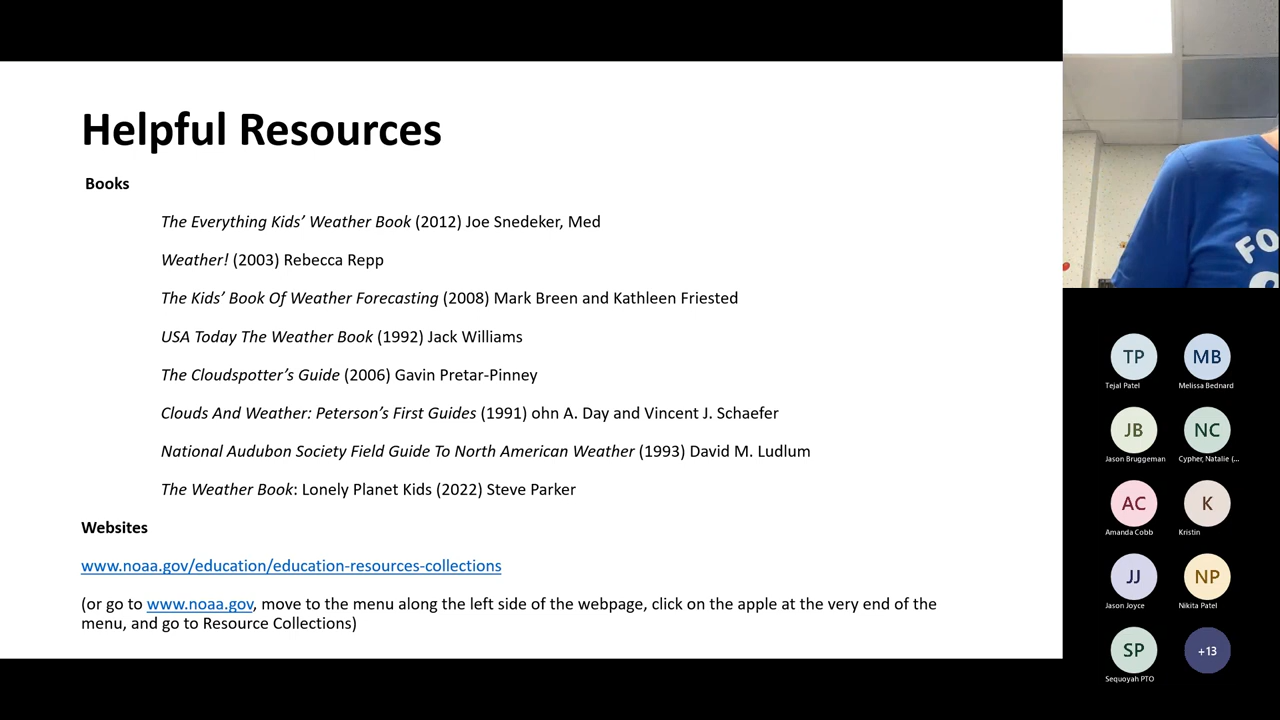 Helpful Resources
Books
The Everything Kids’ Weather Book (2012) Joe Snedeker, Med
Weather! (2003) Rebecca Repp
The Kids’ Book Of Weather Forecasting (2008) Mark Breen and Kathleen Friested
USA Today The Weather Book (1992) Jack Williams
The Cloudspotter’s Guide (2006) Gavin Pretar-Pinney
Clouds And Weather: Peterson’s First Guides (1991) ohn A. Day and Vincent J. Schaefer
National Audubon Society Field Guide To North American Weather (1993) David M. Ludlum
The Weather Book: Lonely Planet Kids (2022) Steve Parker
Websites
www.noaa.gov/education/education-resources-collections
(or go to www.noaa.gov, move to the menu along the left side of the webpage, click on the apple at the very end of the
menu, and go to Resource Collections)
FO
TP MB
Tejal Patel Melissa Bednard
JB NC
Jason Bruggeman Cypher, Natalie (...
AC K
Amanda Cobb Kristin
JJ NP
Jason Joyce Nikita Patel
SP +13
Sequoyah PTO